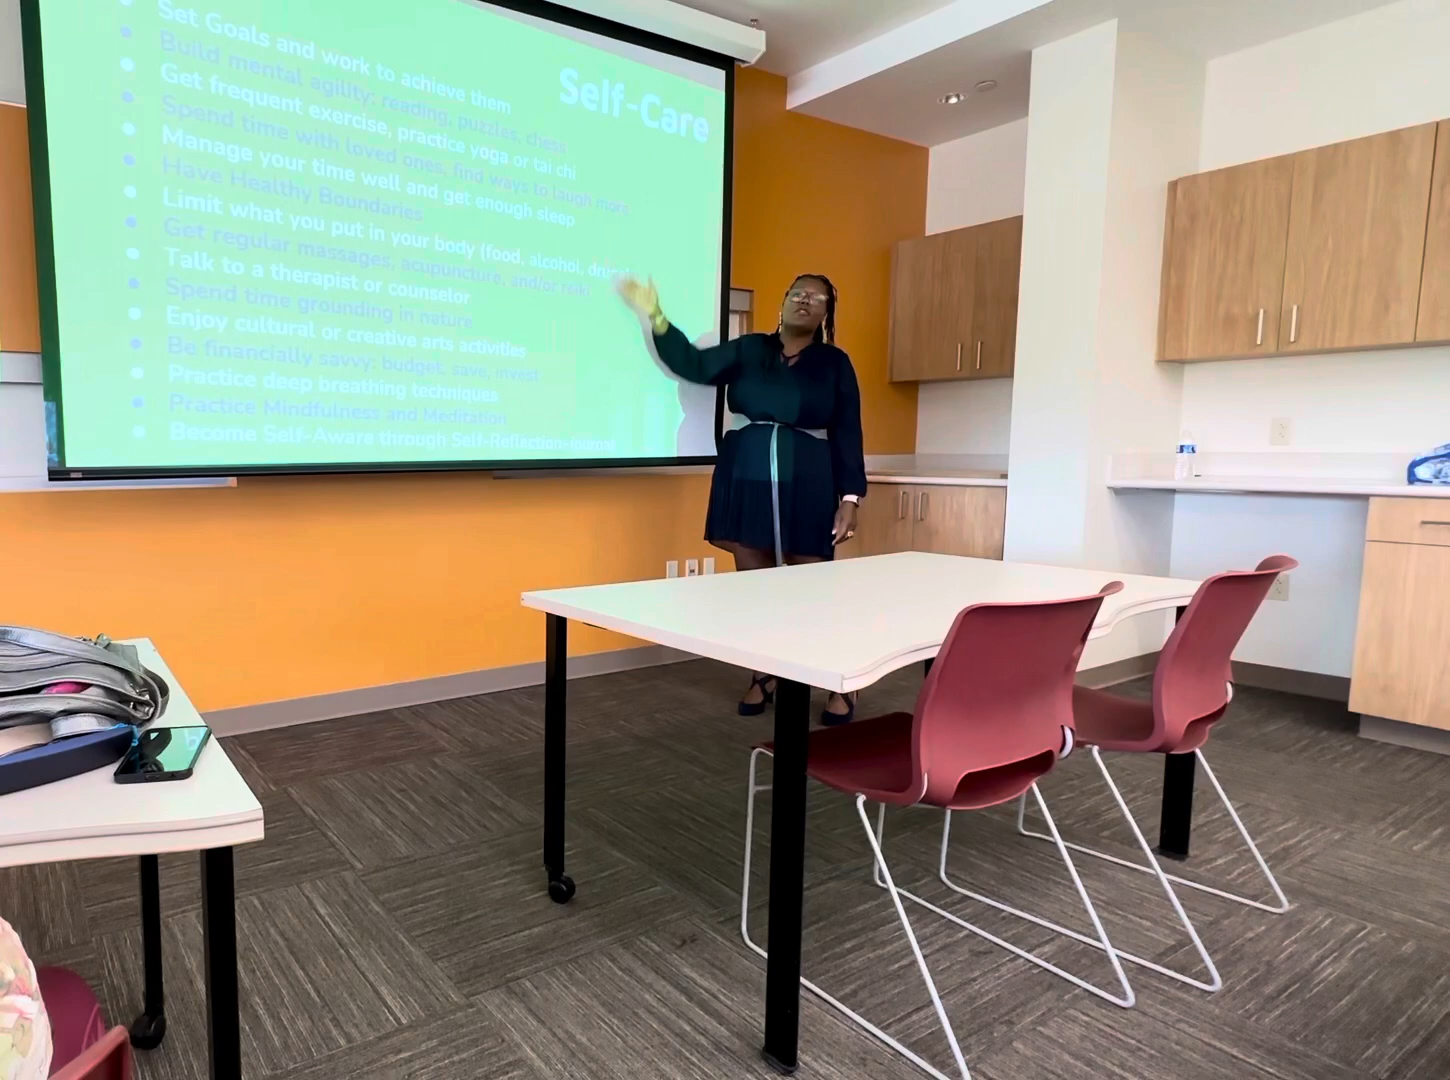 Self-Care
Set Goals and work to achieve them
Build mental agility: reading, puzzles, chess
Get frequent exercise, practice yoga or tai chi
Spend time with loved ones, find ways to laugh more
Manage your time well and get enough sleep
Have Healthy Boundaries
Limit what you put in your body (food, alcohol,
Get regular massages, acupuncture, and/or reiki
Talk to a therapist or counselor
Spend time grounding in nature
Enjoy cultural or creative arts activities
Be financially savvy: budget, save, invest
Practice deep breathing techniques
Practice Mindfulness and Meditation
Become Self-Aware through Self-Reflection-Journal